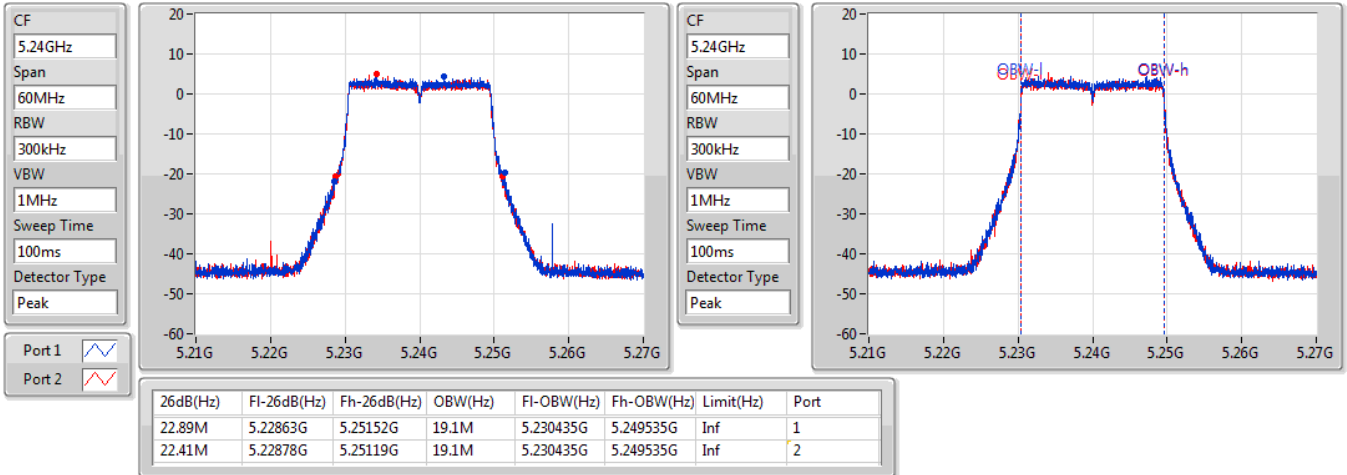 CF
5.24GHz
Span
60MHz
RBW
300kHz
VBW
1MHz
Sweep Time
100ms
Detector Type
Peak
20
10
0
-10
-20
-30
-40
-50
-60
5.21G 5.22G 5.23G 5.24G 5.25G 5.26G 5.27G
CF
5.24GHz
Span
60MHz
RBW
300kHz
VBW
1MHz
Sweep Time
100ms
Detector Type
Peak
20
10
0
-10
-20
-30
-40
-50
-60
OBW-l OBW-h
5.21G 5.22G 5.23G 5.24G 5.25G 5.26G 5.27G
Port 1
Port 2
26dB(Hz) Fl-26dB(Hz) Fh-26dB(Hz) OBW(Hz) Fl-OBW(Hz) Fh-OBW(Hz) Limit(Hz) Port
22.89M 5.22863G 5.25152G 19.1M 5.230435G 5.249535G Inf 1
22.41M 5.22878G 5.25119G 19.1M 5.230435G 5.249535G Inf 2